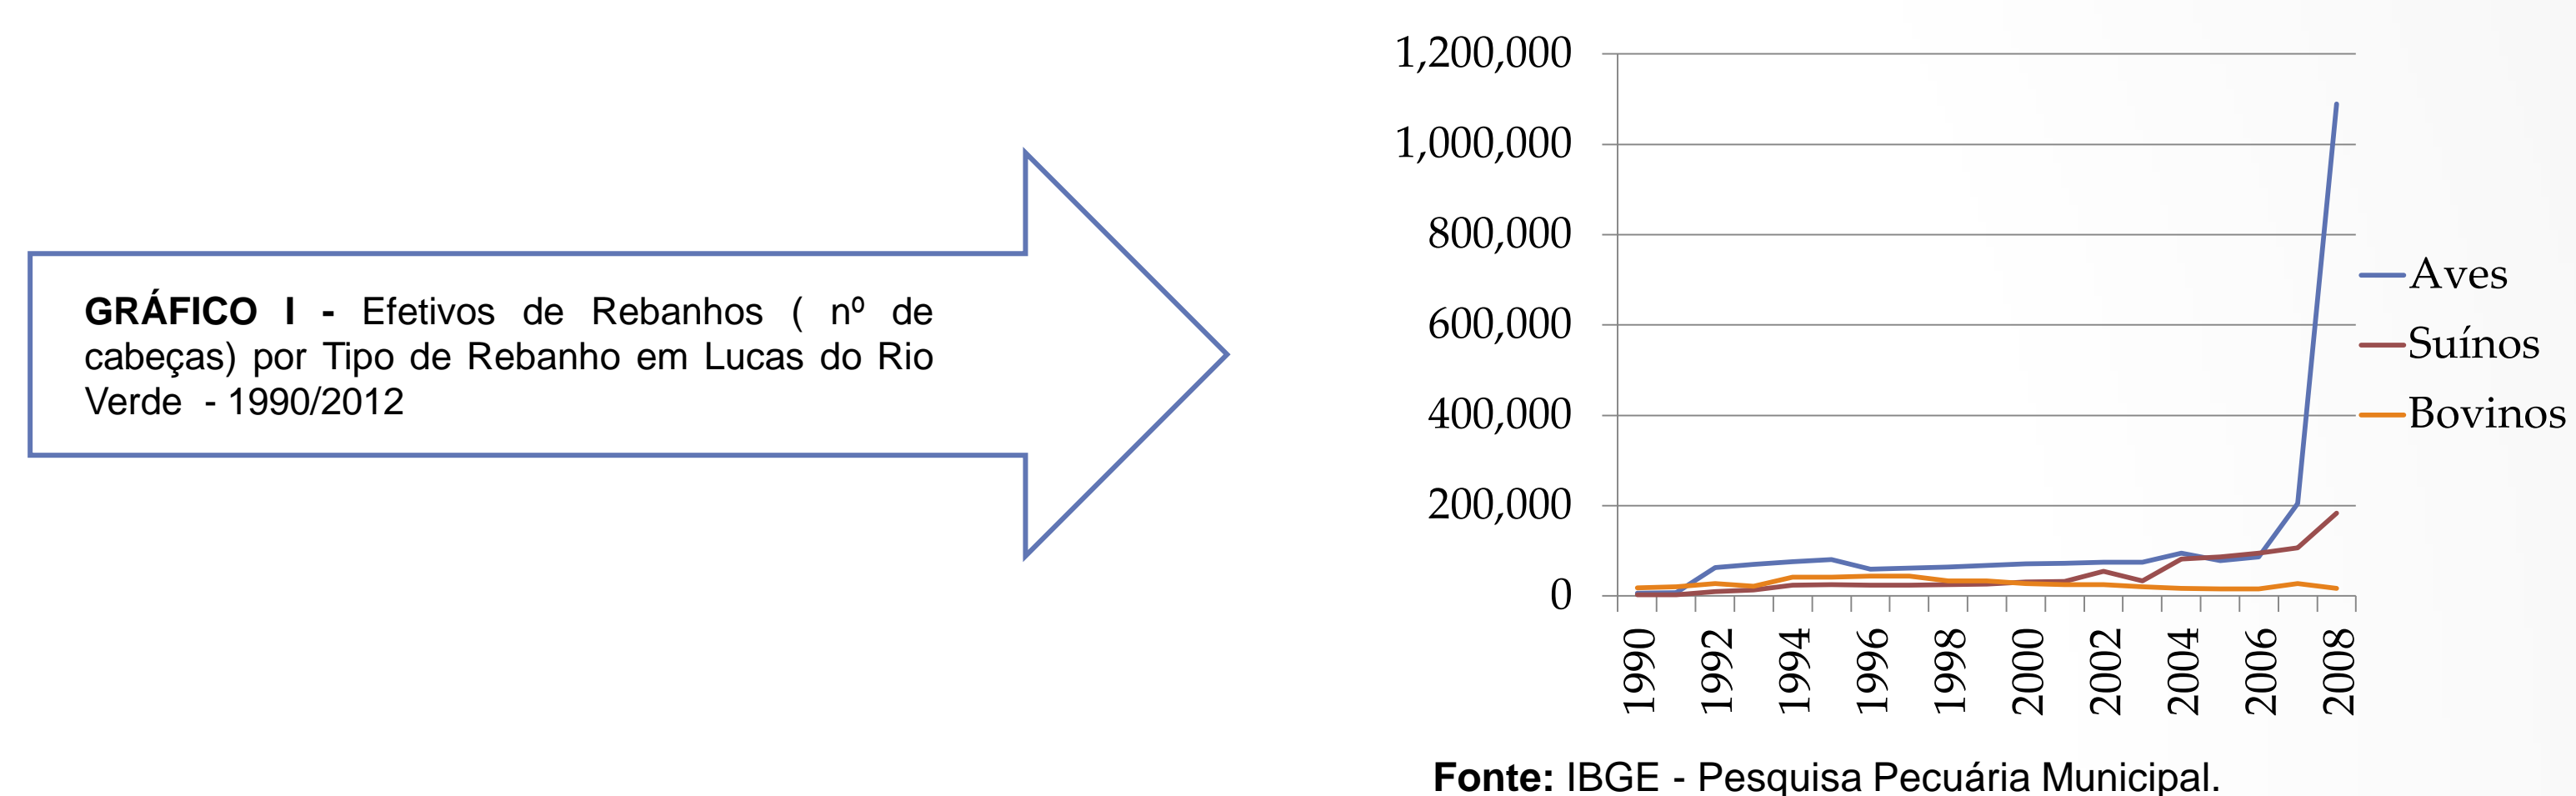 GRÁFICO I - Efetivos de Rebanhos ( nº de
cabeças) por Tipo de Rebanho em Lucas do Rio
Verde - 1990/2012
1,200,000
1,000,000
800,000
600,000
400,000
200,000
0
1990
1992
1994
1996
1998
2000
2002
2004
2006
2008
Aves
Suínos
Bovinos
Fonte: IBGE - Pesquisa Pecuária Municipal.